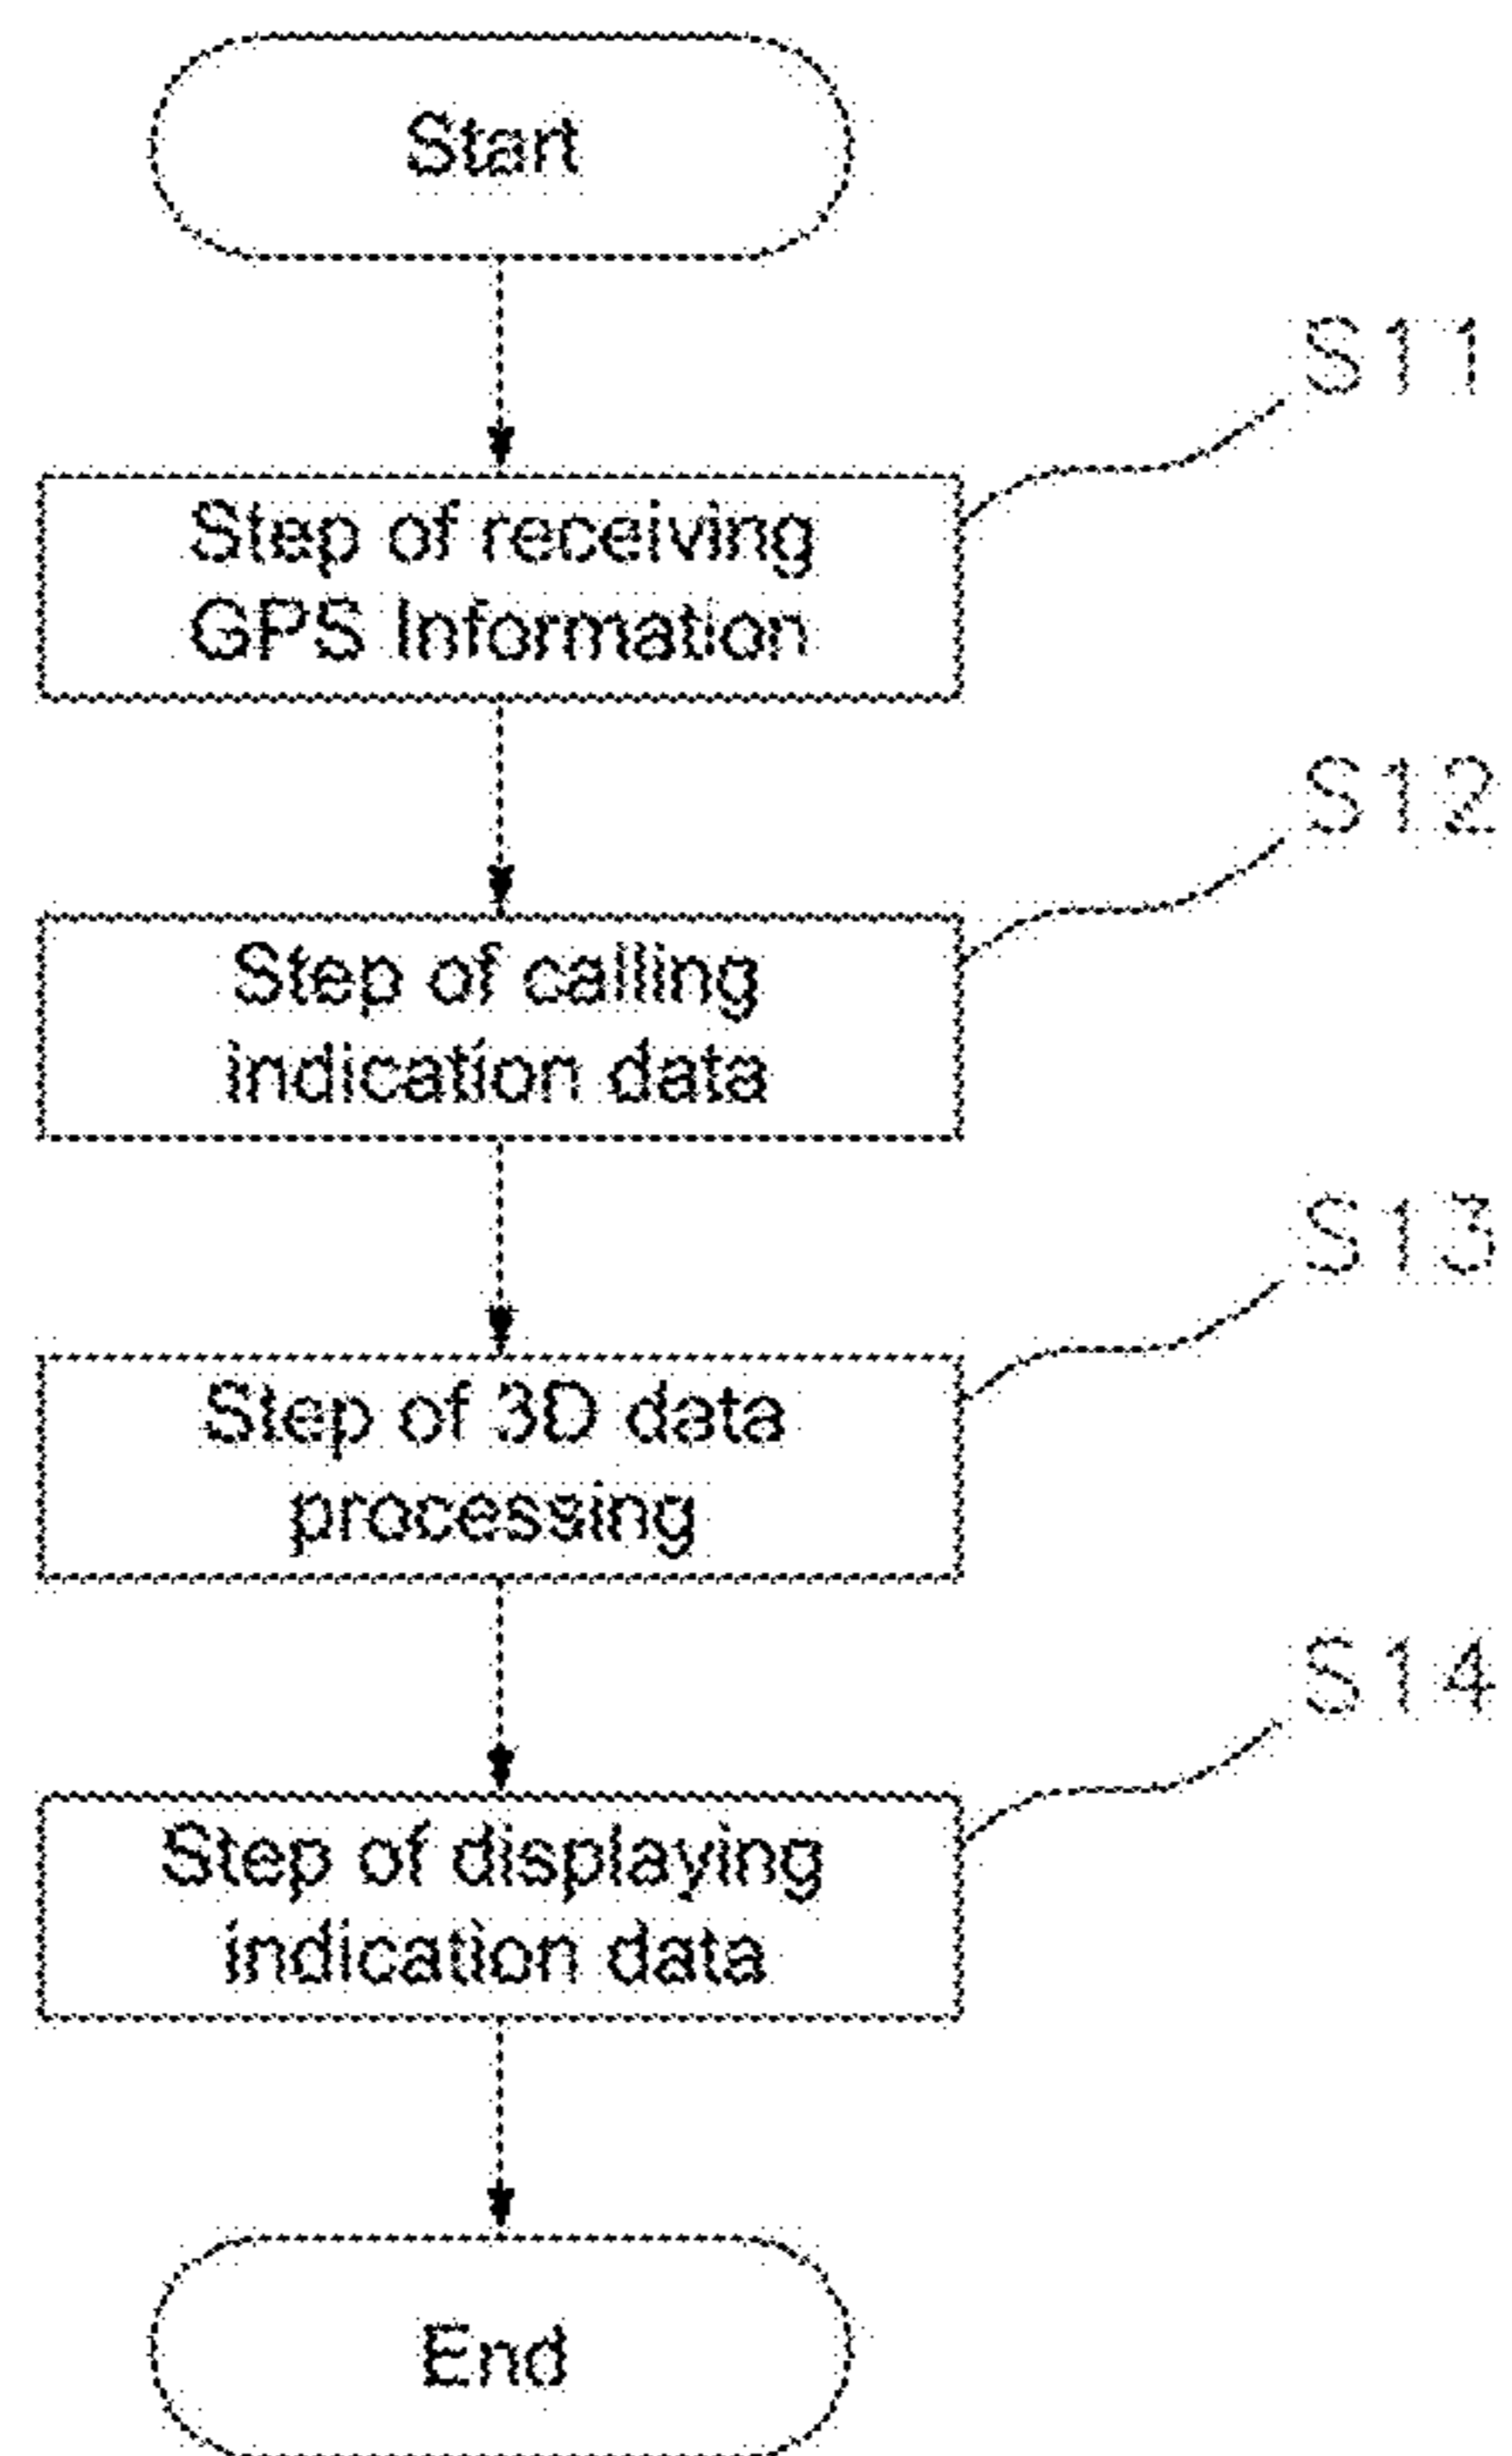 Start
S11
Step of receiving
GPS Information
S12
Step of calling
indication data
S13
Step of 3D data
processing
S14
Step of displaying
indication data
End